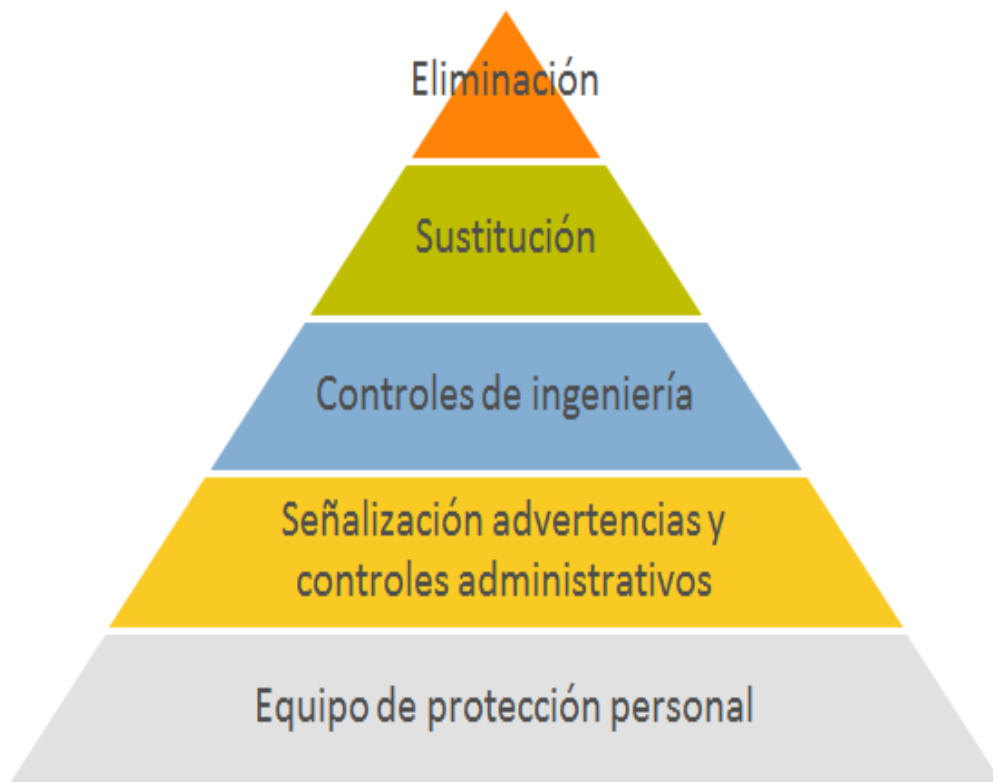 Eliminación
Sustitución
Controles de ingeniería
Señalización advertencias y
controles administrativos
Equipo de protección personal